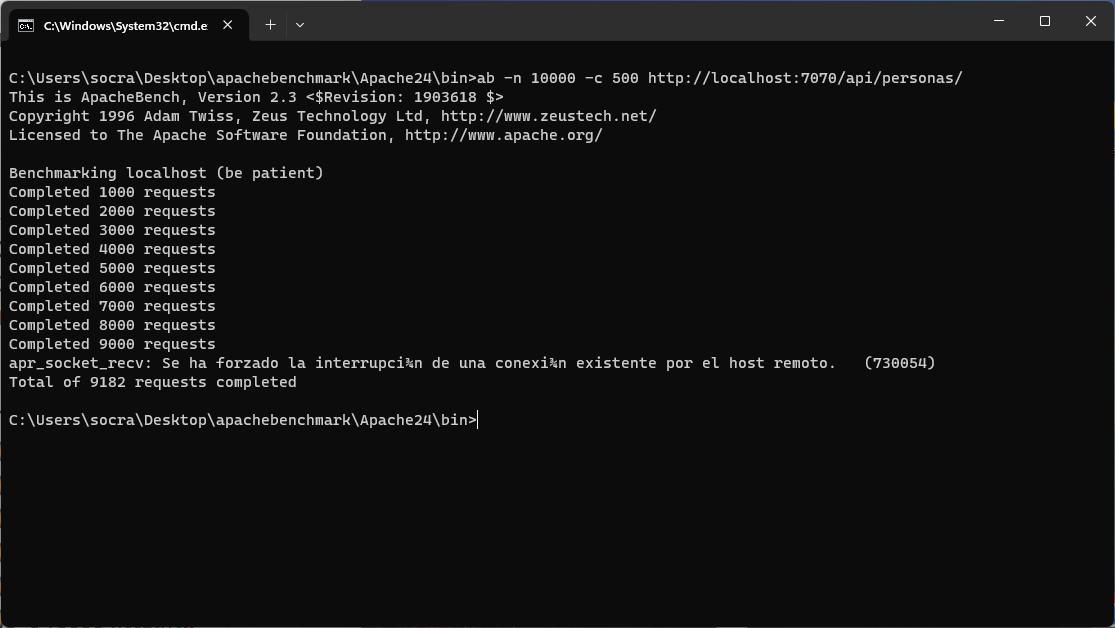 C:\Windows\System32\cmd.e
C:\Users\socra\Desktop\apachebenchmark\Apache24\bin>ab -n 10000 -c 500 http://localhost:7070/api/personas/
This is ApacheBench, Version 2.3 <$Revision: 1903618 $>
Copyright 1996 Adam Twiss, Zeus Technology Ltd, http://www.zeustech.net/
Licensed to The Apache Software Foundation, http://www.apache.org/
Benchmarking localhost (be patient)
Completed 1000 requests
Completed 2000 requests
Completed 3000 requests
Completed 4000 requests
Completed 5000 requests
Completed 6000 requests
Completed 7000 requests
Completed 8000 requests
Completed 9000 requests
apr_socket_recv: Se ha forzado la interrupci¾n de una conexi¾n existente por el host remoto.   (730054)
Total of 9182 requests completed
C:\Users\socra\Desktop\apachebenchmark\Apache24\bin>